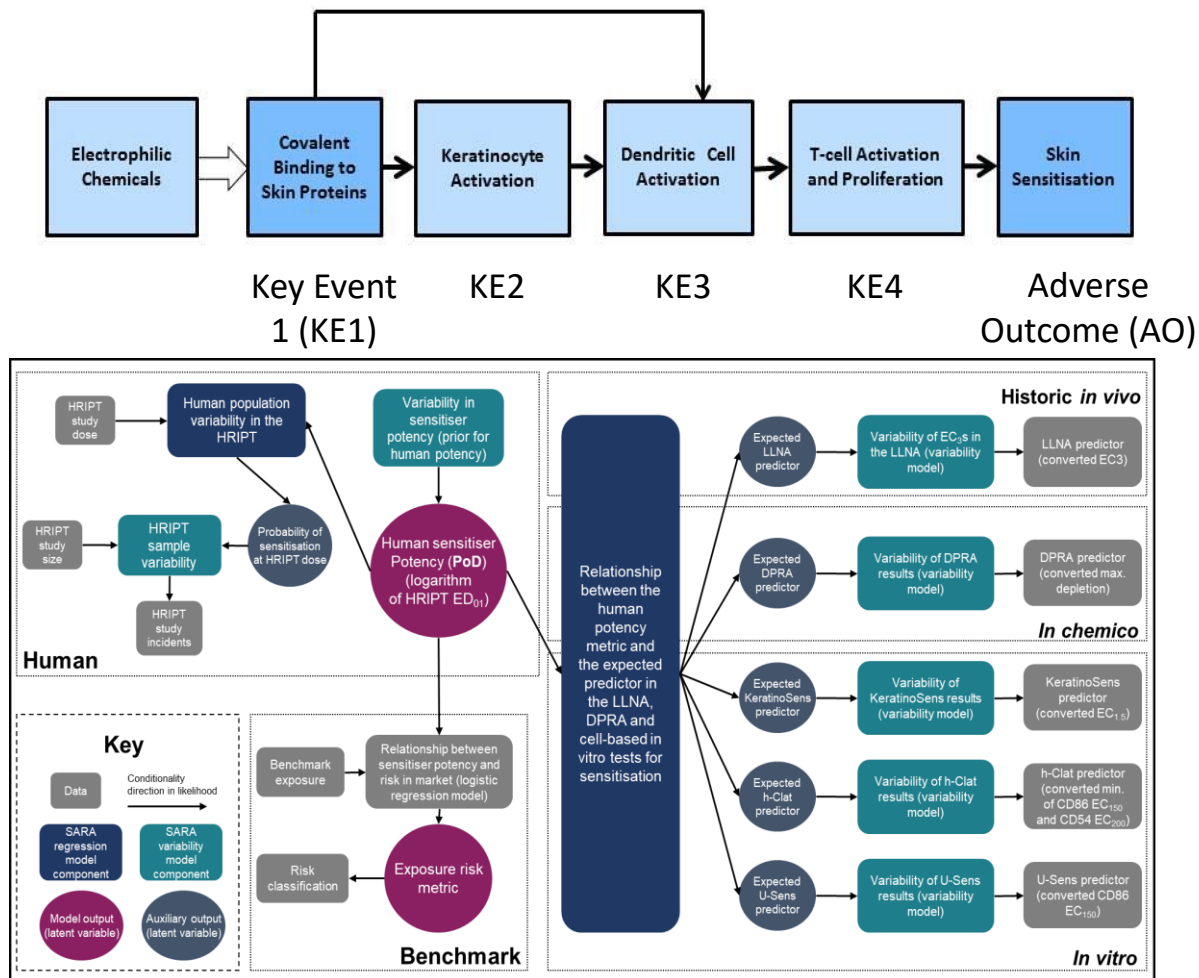 Electrophilic
Chemicals
Covalent
Binding to
Skin Proteins
Keratinocyte
Activation
Dendritic Cell
Activation
T-cell Activation
and Proliferation
Skin
Sensitisation
Key Event
1 (KE1)
KE2
KE3
KE4
Adverse
Outcome (AO)
HRIPT
study
dose
Human population
variability in the
HRIPT
Variability in
sensitiser
potency (prior for
human potency)
HRIPT
study
size
HRIPT
sample
variability
Probability of
sensitisation
at HRIPT dose
Human sensitiser
Potency (PoD)
(logarithm
of HRIPT ED01)
HRIPT
study
incidents
Human
Key
Data
Conditionality
direction in likelihood
SARA
regression
model
component
SARA
variability
model
component
Model output
(latent variable)
Auxiliary output
(latent variable)
Benchmark
exposure
Relationship between
sensitiser potency and
risk in market (logistic
regression model)
Risk
classification
Exposure risk
metric
Benchmark
Relationship
between the
human
potency
metric and
the expected
predictor in
the LLNA,
DPRA and
cell-based in
vitro tests for
sensitisation
Historic in vivo
Expected
LLNA
predictor
Variability of EC3s in
the LLNA (variability
model)
LLNA predictor
(converted EC3)
Expected
DPRA
predictor
Variability of DPRA
results (variability
model)
DPRA predictor
(converted max.
depletion)
In chemico
Expected
KeratinoSens
predictor
Variability of
KeratinoSens results
(variability model)
KeratinoSens
predictor
(converted EC1.5)
Expected
h-Clat
predictor
Variability of h-Clat
results (variability
model)
h-Clat predictor
(converted min.
of CD86 EC150
and CD54 EC200)
Expected
U-Sens
predictor
Variability of U-Sens
results (variability
model)
U-Sens predictor
(converted CD86
EC150)
In vitro